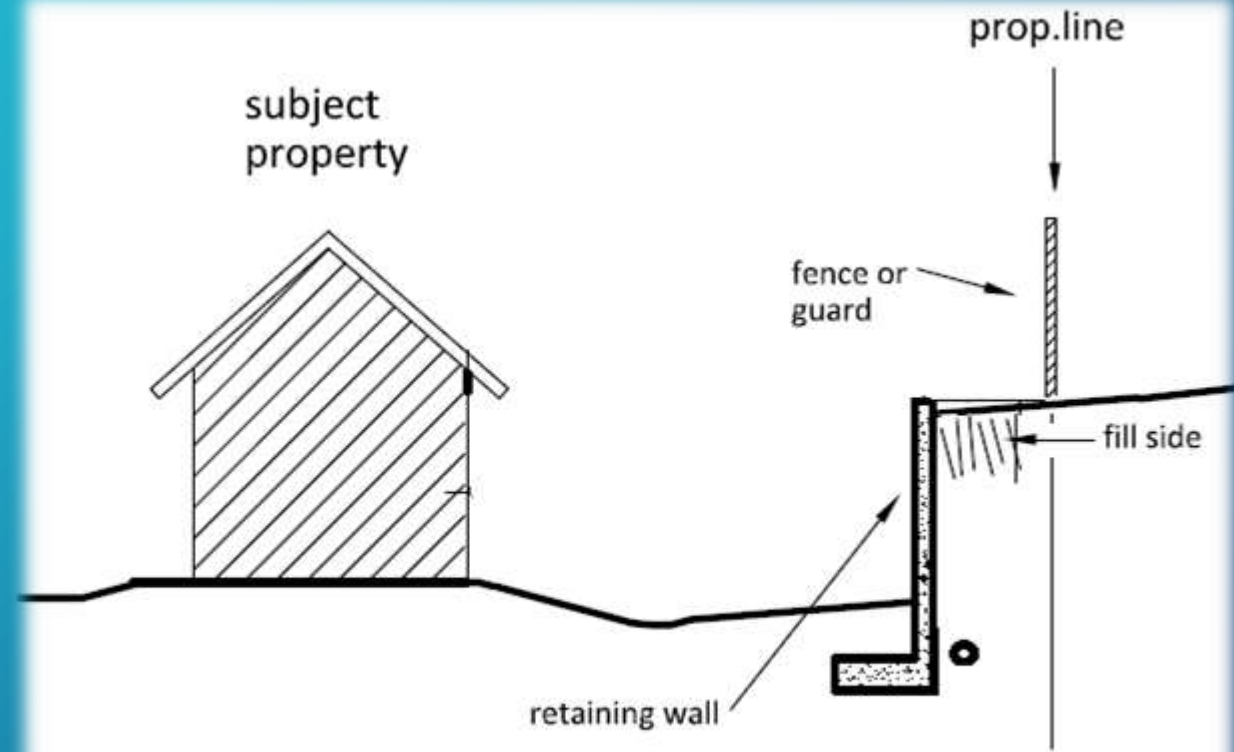 prop.line
subject
property
fence or
guard
fill side
retaining wall